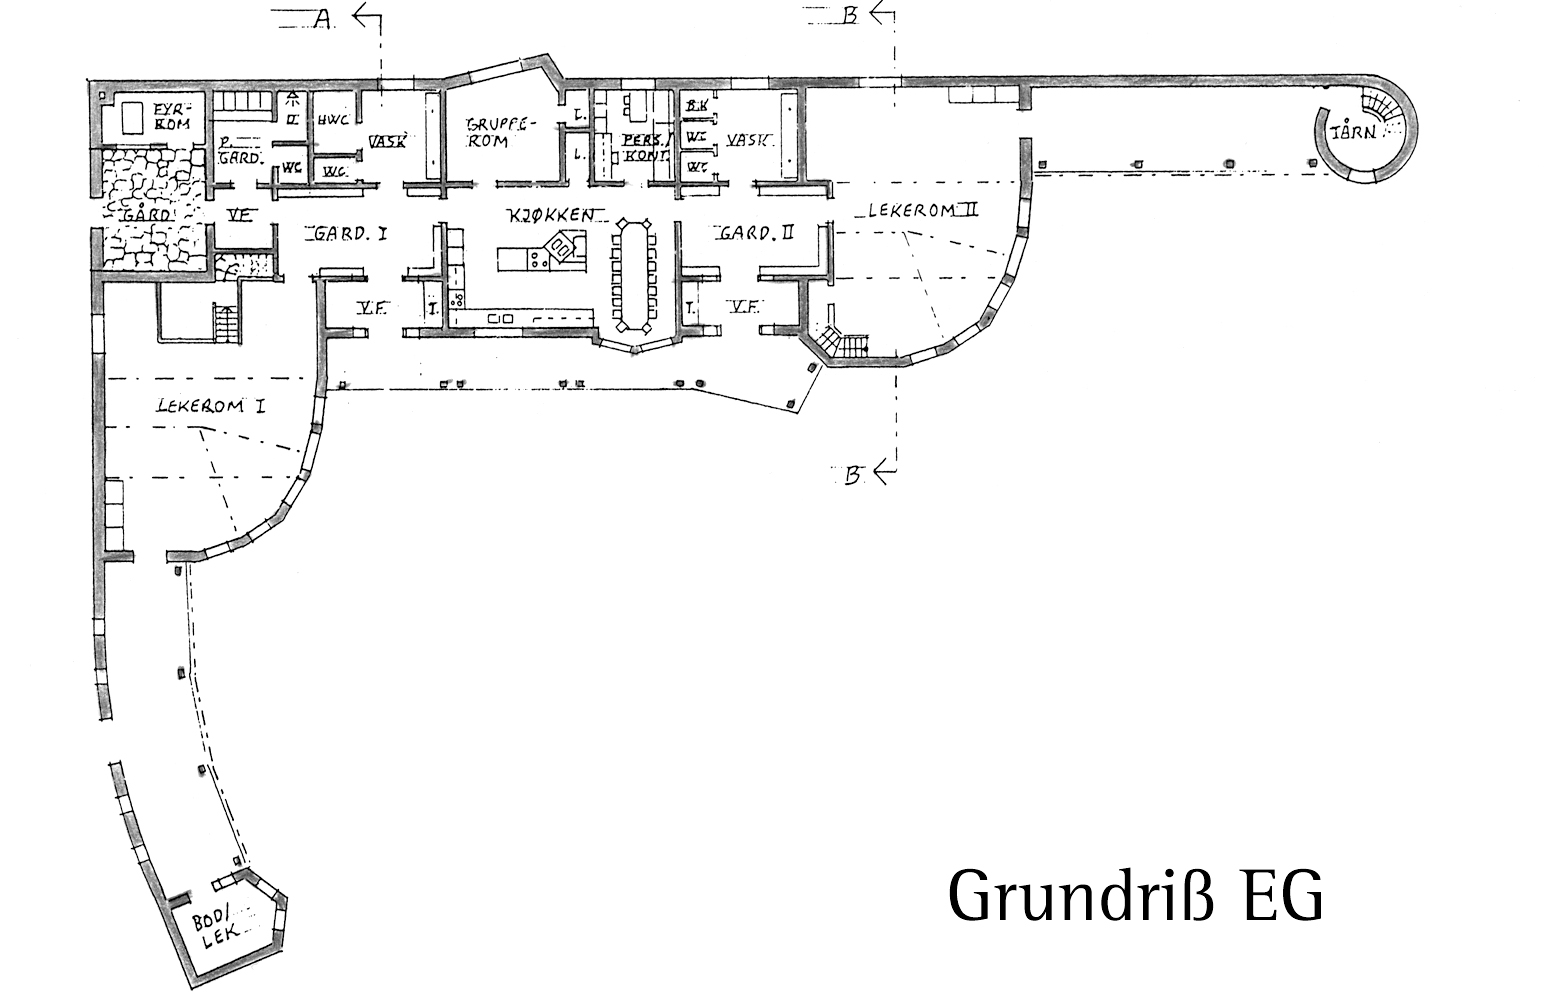 A
B
FYR-
ROM
HWC
VASK
WC
WC
P.
GARD.
GRUPPE-
ROM
L.
PERS./
KONT.
B.K
WC
WC
VASK
TÅRN
GÅRD
V.F.
GARD. I
KJØKKEN
GARD. II
LEKEROM II
V.F.
T.
T.
V.F.
LEKEROM I
B
BOD/
LEK
Grundriß EG